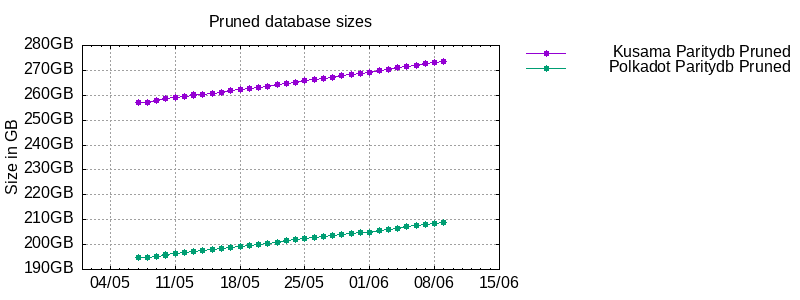 Pruned database sizes
Kusama Paritydb Pruned
Polkadot Paritydb Pruned
Size in GB
280GB
270GB
260GB
250GB
240GB
230GB
220GB
210GB
200GB
190GB
04/05 11/05 18/05 25/05 01/06 08/06 15/06